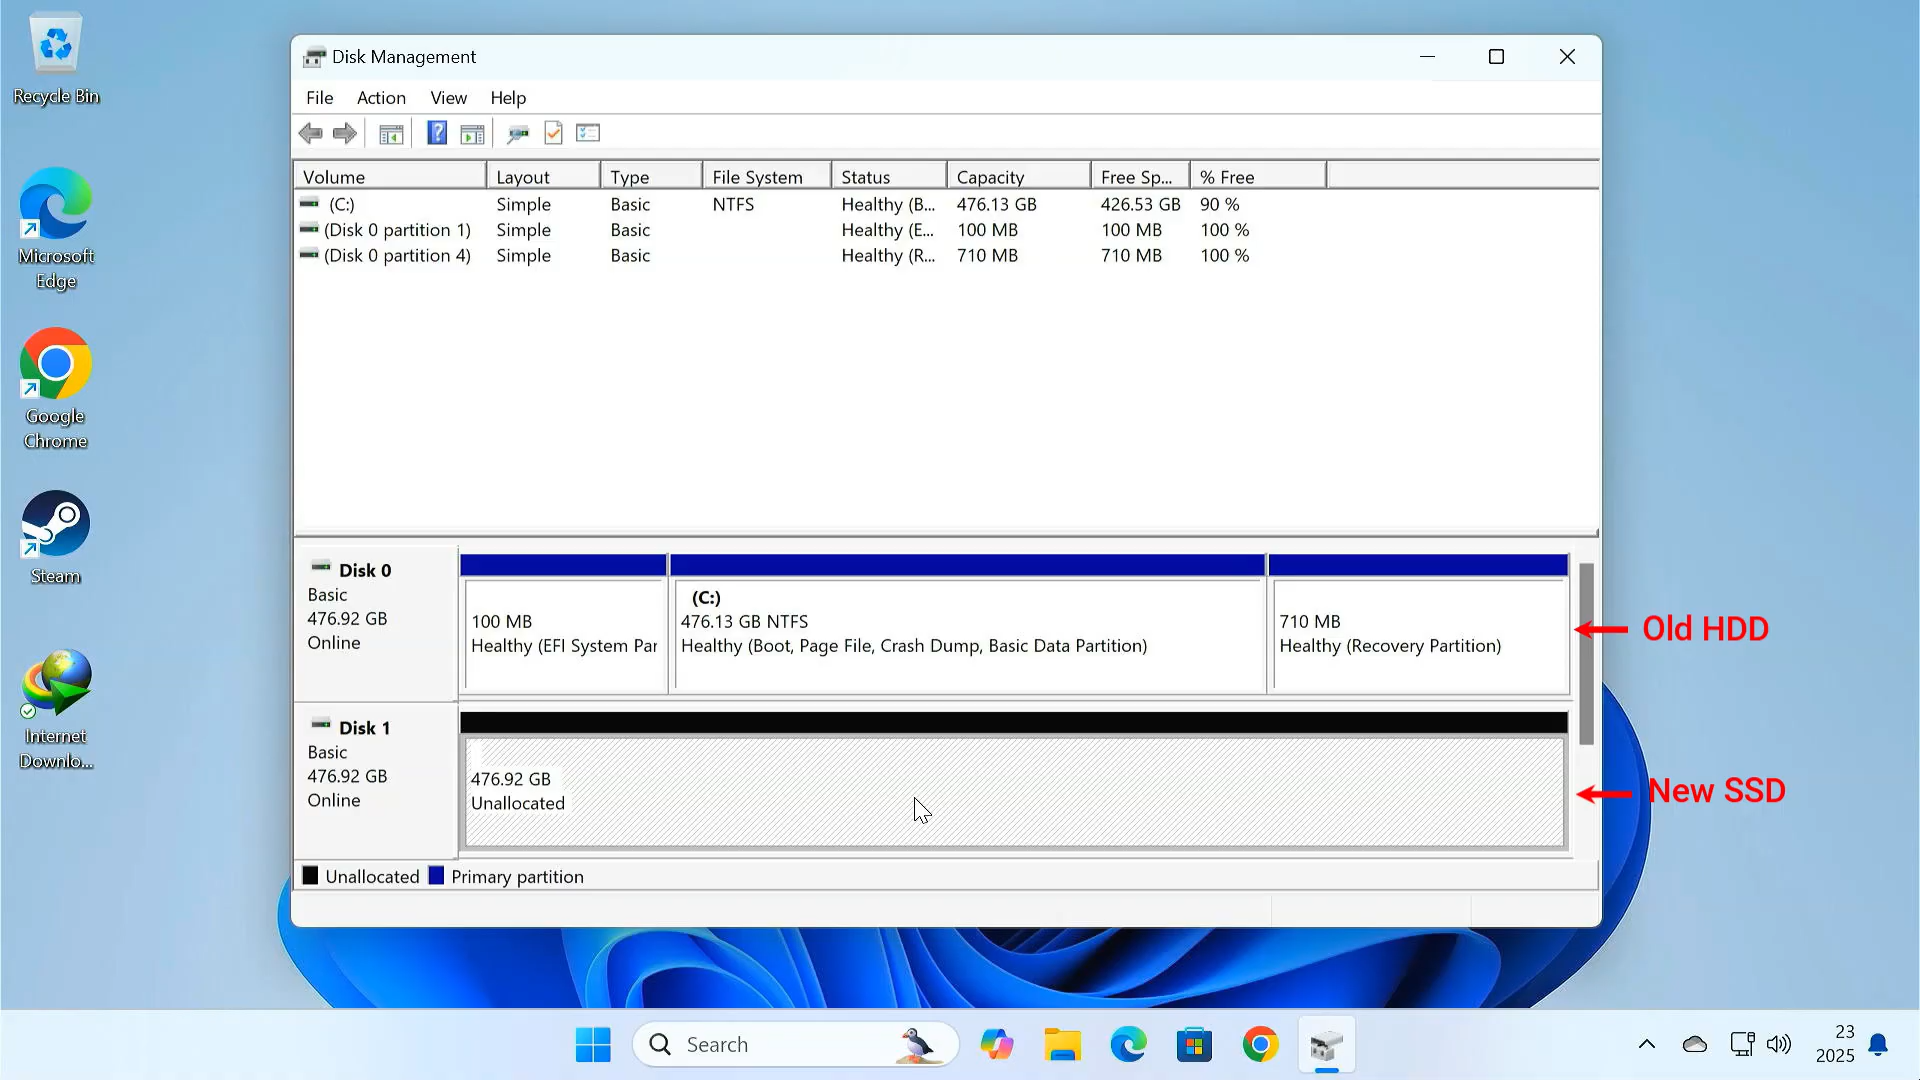 Recycle Bin
Microsoft
Edge
Google
Chrome
Steam
Internet
Downlo...
Disk Management
File Action View Help
Volume Layout Type File System Status Capacity Free Sp... % Free
(C:) Simple Basic NTFS Healthy (B... 476.13 GB 426.53 GB 90 %
(Disk 0 partition 1) Simple Basic Healthy (E... 100 MB 100 MB 100 %
(Disk 0 partition 4) Simple Basic Healthy (R... 710 MB 710 MB 100 %
Disk 0
Basic
476.92 GB
Online
100 MB
Healthy (EFI System Par
(C:)
476.13 GB NTFS
Healthy (Boot, Page File, Crash Dump, Basic Data Partition)
710 MB
Healthy (Recovery Partition)
Old HDD
Disk 1
Basic
476.92 GB
Online
476.92 GB
Unallocated
New SSD
Unallocated Primary partition
Search
23
2025